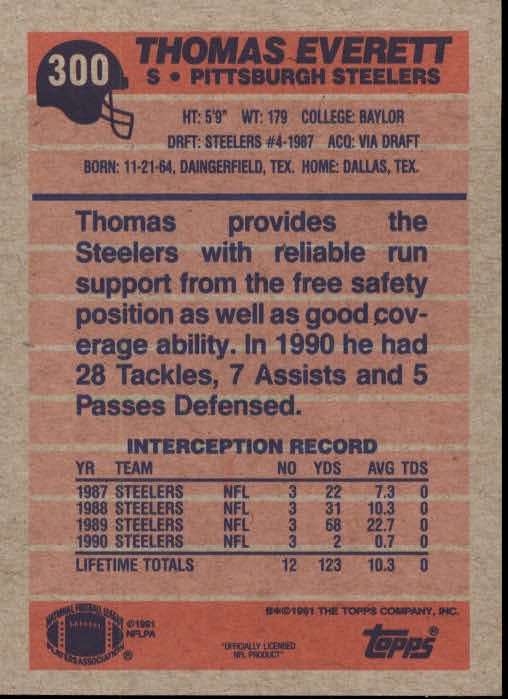 300
THOMAS EVERETT
S • PITTSBURGH STEELERS
HT: 5'9" WT: 179 COLLEGE: BAYLOR
DRFT: STEELERS #4-1987 ACQ: VIA DRAFT
BORN: 11-21-64, DAINGERFIELD, TEX. HOME: DALLAS, TEX.
Thomas provides the
Steelers with reliable run
support from the free safety
position as well as good cov-
erage ability. In 1990 he had
28 Tackles, 7 Assists and 5
Passes Defensed.
INTERCEPTION RECORD
YR TEAM NO YDS AVG TDS
1987 STEELERS NFL 3 22 7.3 0
1988 STEELERS NFL 3 31 10.3 0
1989 STEELERS NFL 3 68 22.7 0
1990 STEELERS NFL 3 2 0.7 0
LIFETIME TOTALS 12 123 10.3 0
NATIONAL FOOTBALL LEAGUE
PLAYERS ASSOCIATION ®
©1991
NFLPA
"OFFICIALLY LICENSED
NFL PRODUCT"
B*©1991 THE TOPPS COMPANY, INC.
topps®